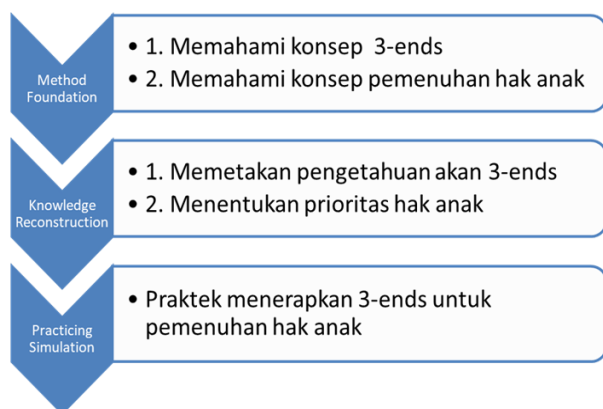 Method
Foundation
• 1. Memahami konsep 3-ends
• 2. Memahami konsep pemenuhan hak anak
Knowledge
Reconstruction
• 1. Memetakan pengetahuan akan 3-ends
• 2. Menentukan prioritas hak anak
Practicing
Simulation
• Praktek menerapkan 3-ends untuk
pemenuhan hak anak